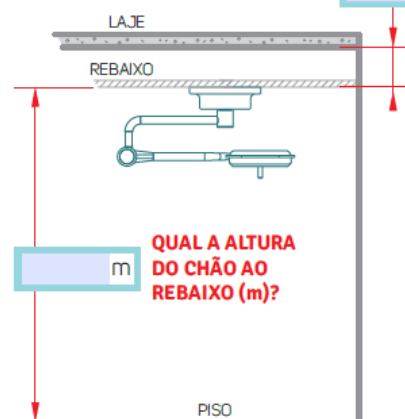 LAJE
REBAIXO
m
QUAL A ALTURA
DO CHÃO AO
REBAIXO (m)?
PISO